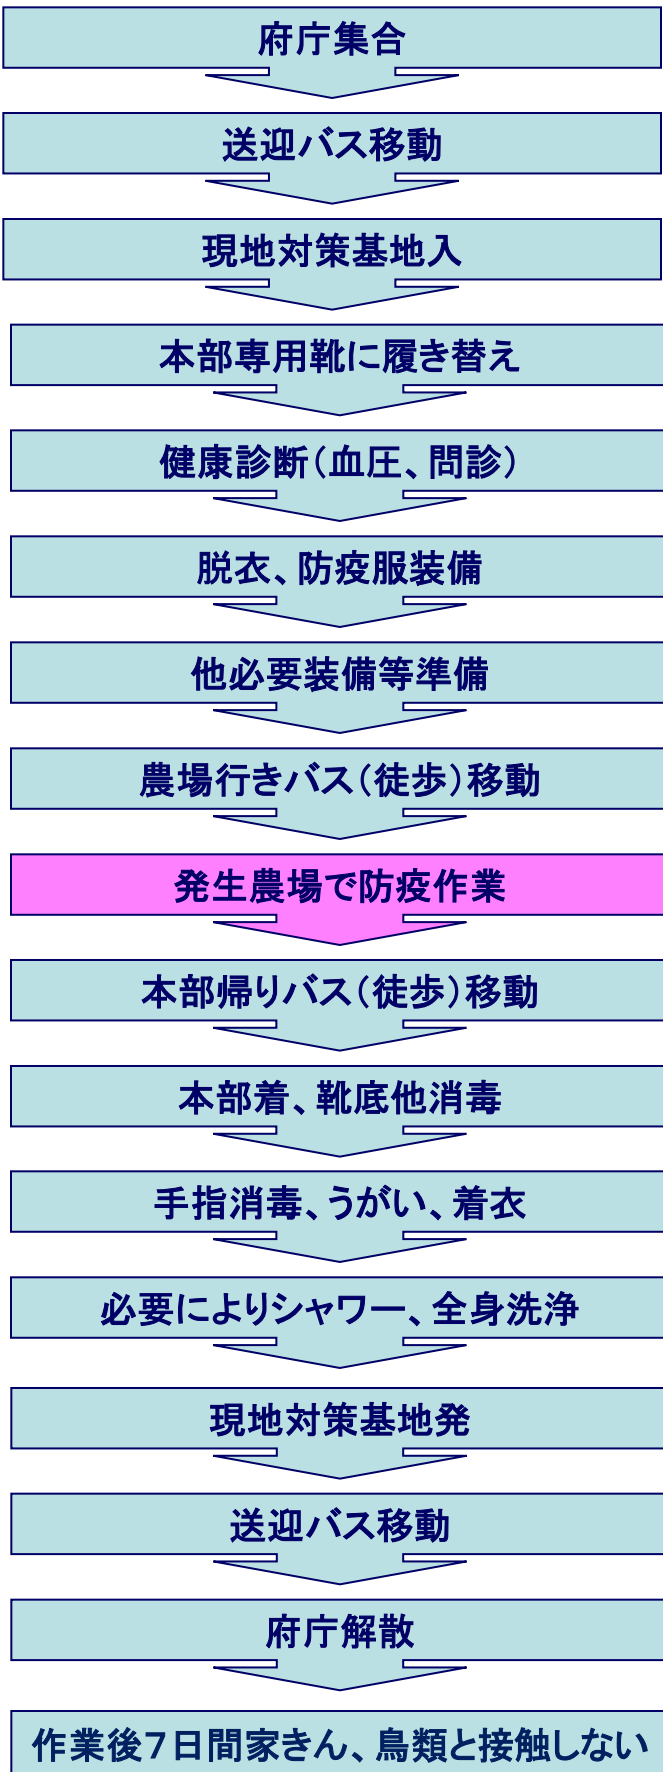 府庁集合
送迎バス移動
現地対策基地入
本部専用靴に履き替え
健康診断（血圧、問診）
脱衣、防疫服装備
他必要装備等準備
農場行きバス（徒歩）移動
発生農場で防疫作業
本部帰りバス（徒歩）移動
本部着、靴底他消毒
手指消毒、うがい、着衣
必要によりシャワー、全身洗浄
現地対策基地発
送迎バス移動
府庁解散
作業後７日間家きん、鳥類と接触しない